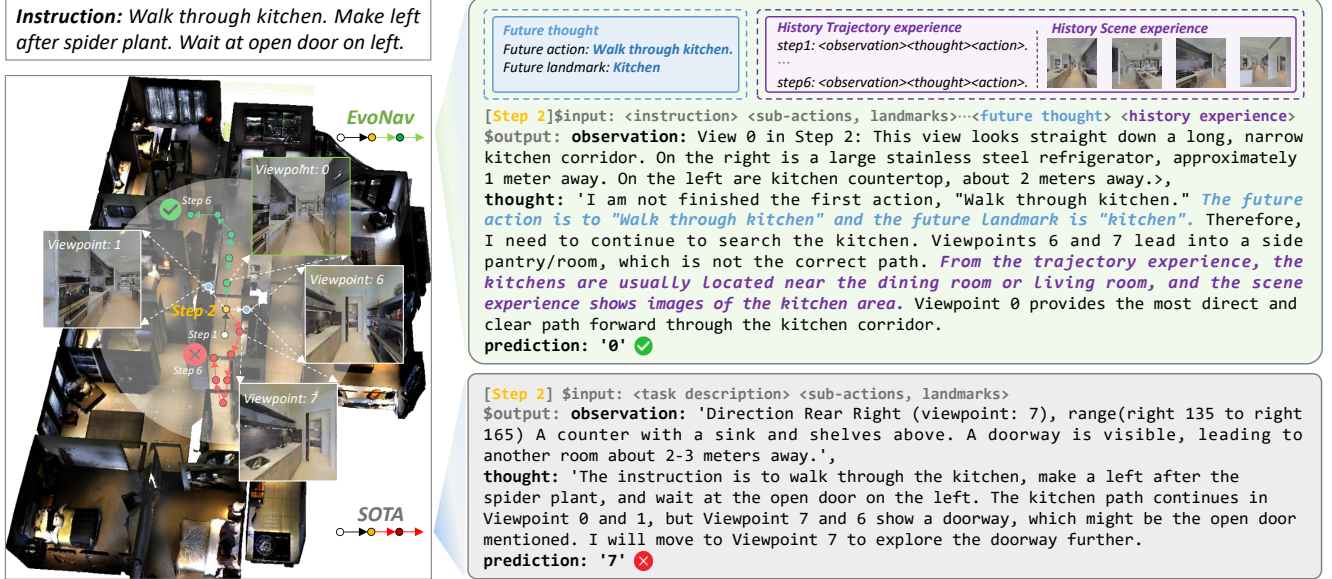 Instruction: Walk through kitchen. Make left
after spider plant. Wait at open door on left.
EvoNav
Viewpoint: 0
Step 6
Viewpoint: 1
Viewpoint: 6
Step 2
Step 1
Step 6
Viewpoint: 7
SOTA
Future thought
Future action: Walk through kitchen.
Future landmark: Kitchen
History Trajectory experience
step1: <observation><thought><action>.
...
step6: <observation><thought><action>.
History Scene experience
[Step 2]$input: <instruction> <sub-actions, landmarks>…<future thought> <history experience>
$output: observation: View 0 in Step 2: This view looks straight down a long, narrow
kitchen corridor. On the right is a large stainless steel refrigerator, approximately
1 meter away. On the left are kitchen countertop, about 2 meters away.>,
thought: 'I am not finished the first action, "Walk through kitchen." The future
action is to "Walk through kitchen" and the future landmark is "kitchen". Therefore,
I need to continue to search the kitchen. Viewpoints 6 and 7 lead into a side
pantry/room, which is not the correct path. From the trajectory experience, the
kitchens are usually located near the dining room or living room, and the scene
experience shows images of the kitchen area. Viewpoint 0 provides the most direct and
clear path forward through the kitchen corridor.
prediction: '0'
[Step 2] $input: <task description> <sub-actions, landmarks>
$output: observation: 'Direction Rear Right (viewpoint: 7), range(right 135 to right
165) A counter with a sink and shelves above. A doorway is visible, leading to
another room about 2-3 meters away.',
thought: 'The instruction is to walk through the kitchen, make a left after the
spider plant, and wait at the open door on the left. The kitchen path continues in
Viewpoint 0 and 1, but Viewpoint 7 and 6 show a doorway, which might be the open door
mentioned. I will move to Viewpoint 7 to explore the doorway further.
prediction: '7'